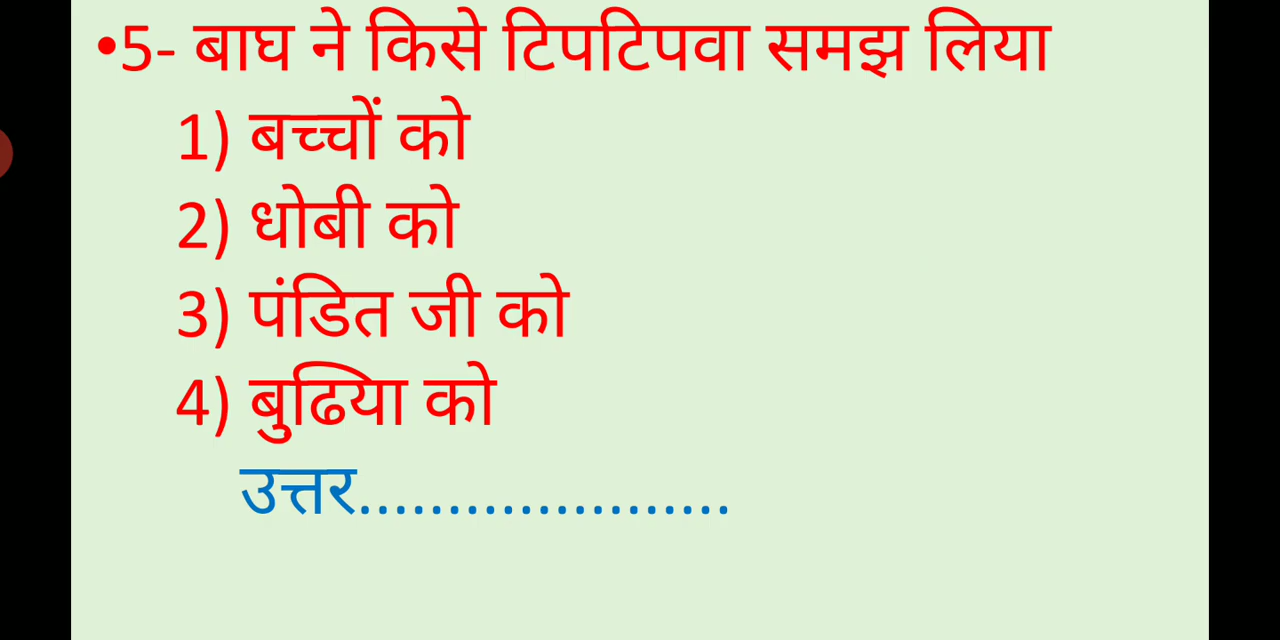 •5- बाघ ने किसे टिपटिपवा समझ लिया
1) बच्चों को
2) धोबी को
3) पंडित जी को
4) बुढिया को
उत्तर.....................